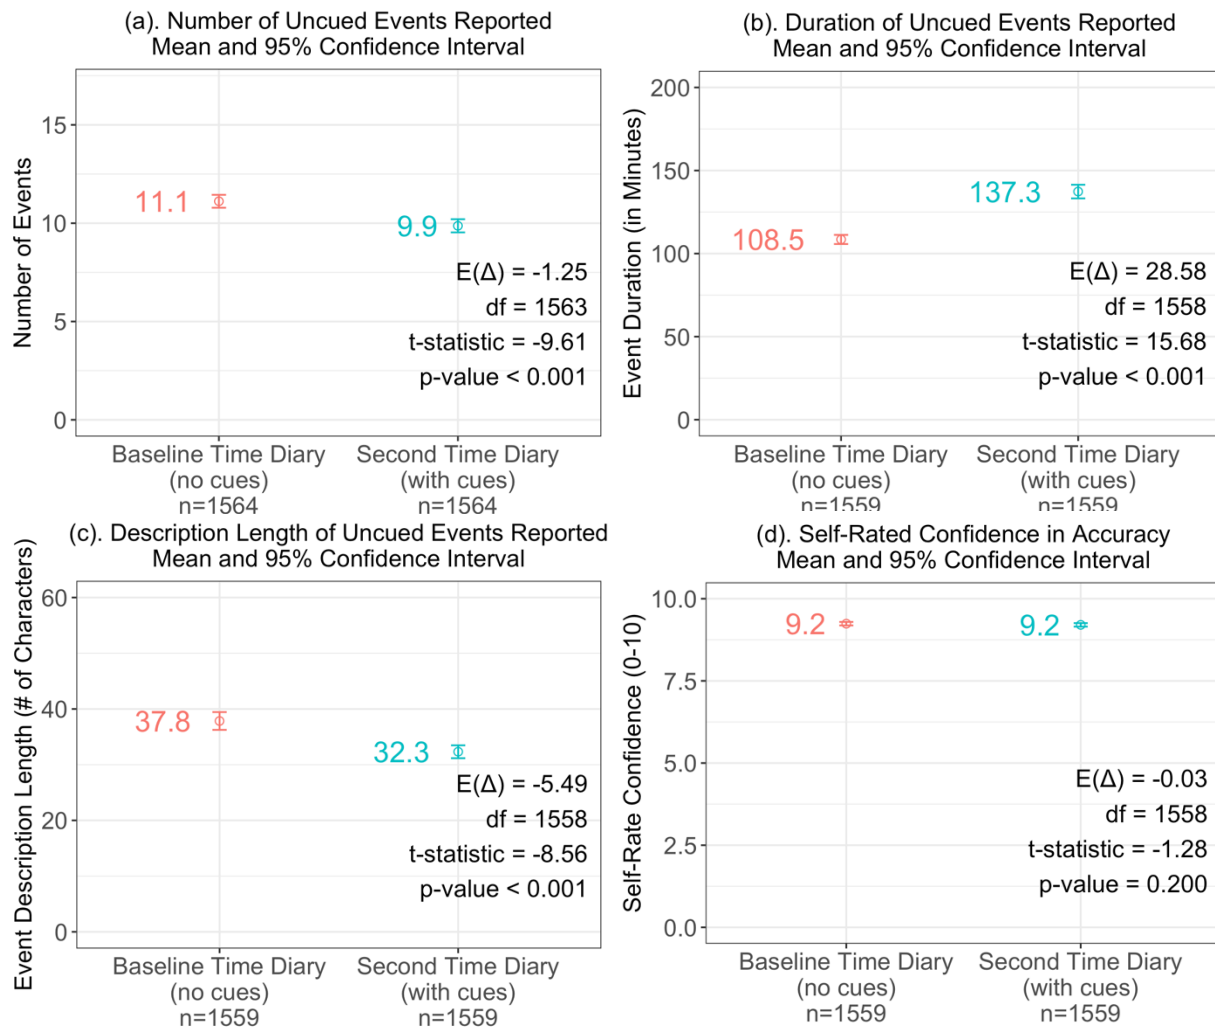 (a). Number of Uncued Events Reported
Mean and 95% Confidence Interval
Number of Events
15
10
5
0
11.1
9.9
E(Δ) = -1.25
df = 1563
t-statistic = -9.61
p-value < 0.001
Baseline Time Diary
(no cues)
n=1564
Second Time Diary
(with cues)
n=1564
(b). Duration of Uncued Events Reported
Mean and 95% Confidence Interval
Event Duration (in Minutes)
200
150
100
50
0
108.5
137.3
E(Δ) = 28.58
df = 1558
t-statistic = 15.68
p-value < 0.001
Baseline Time Diary
(no cues)
n=1559
Second Time Diary
(with cues)
n=1559
(c). Description Length of Uncued Events Reported
Mean and 95% Confidence Interval
Event Description Length (# of Characters)
60
40
20
0
37.8
32.3
E(Δ) = -5.49
df = 1558
t-statistic = -8.56
p-value < 0.001
Baseline Time Diary
(no cues)
n=1559
Second Time Diary
(with cues)
n=1559
(d). Self-Rated Confidence in Accuracy
Mean and 95% Confidence Interval
Self-Rate Confidence (0-10)
10.0
7.5
5.0
2.5
0.0
9.2
9.2
E(Δ) = -0.03
df = 1558
t-statistic = -1.28
p-value = 0.200
Baseline Time Diary
(no cues)
n=1559
Second Time Diary
(with cues)
n=1559